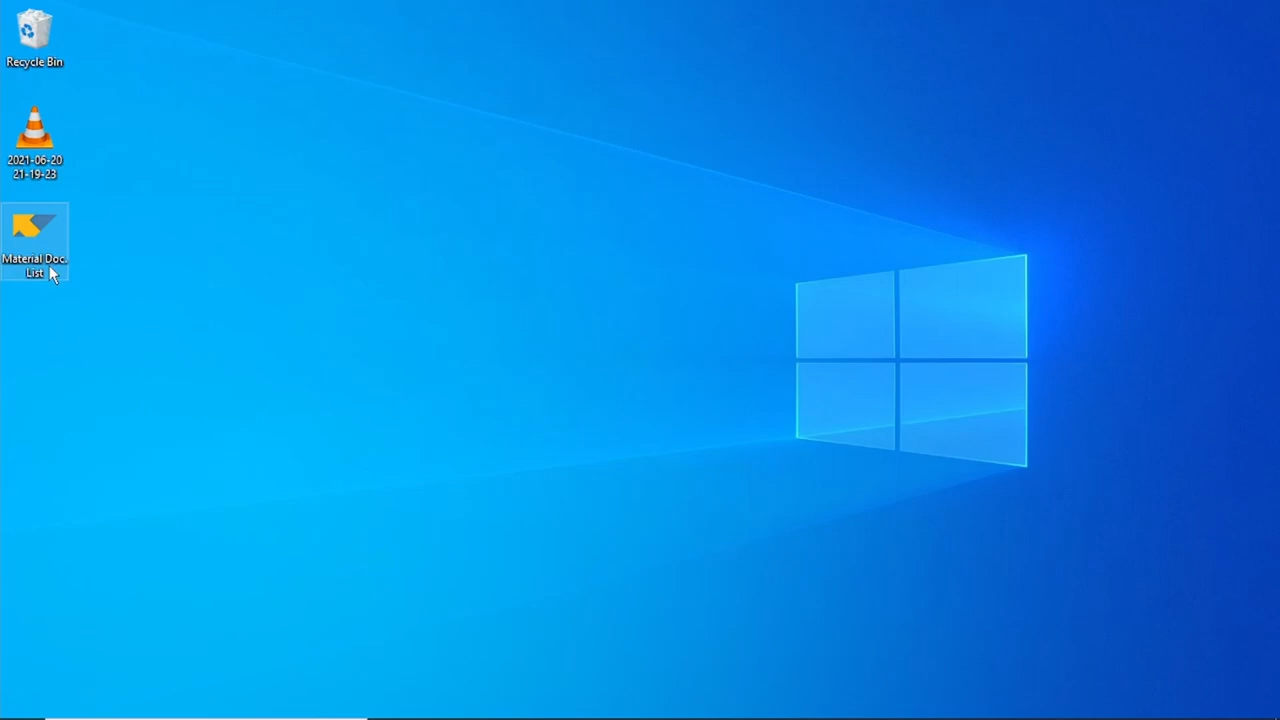 Recycle Bin
2021-06-20
21-19-23
Material Doc.
List